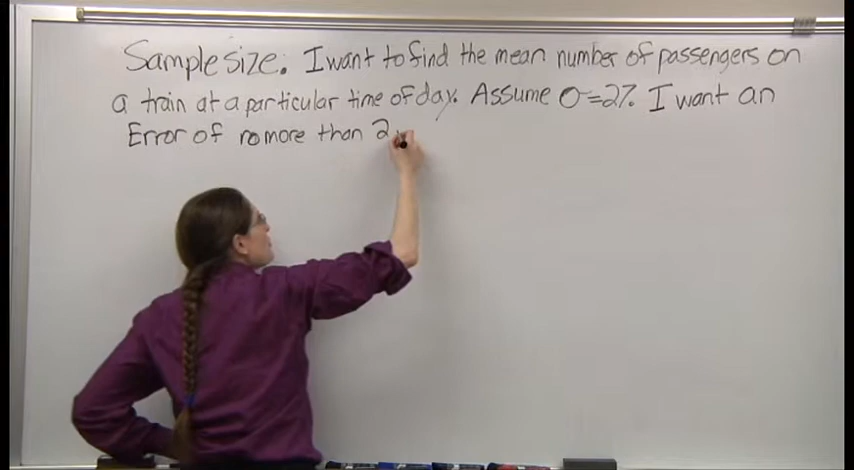 Sample size. I want to find the mean number of passengers on
a train at a particular time of day. Assume σ=27. I want an
Error of no more than 2